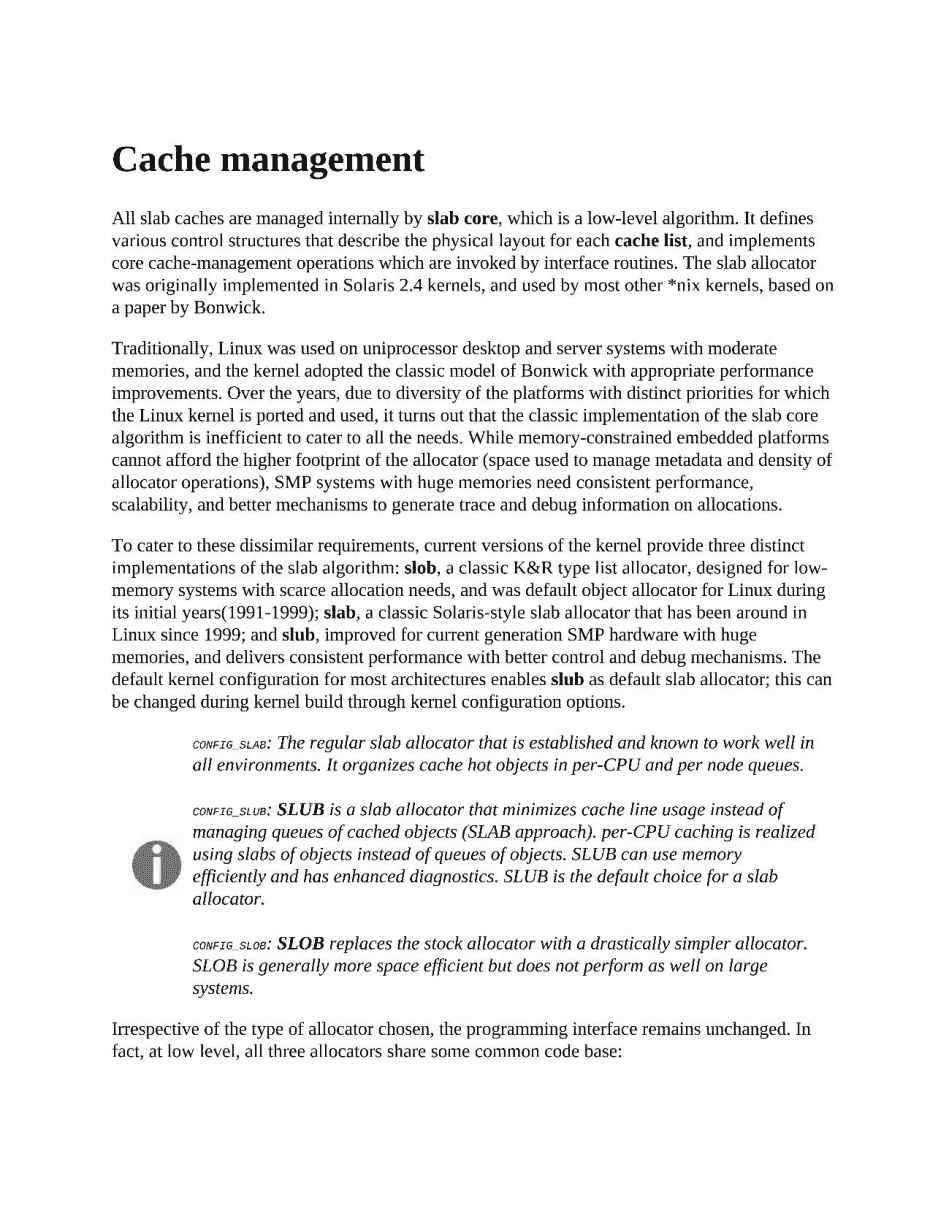 Cache management
All slab caches are managed internally by slab core, which is a low-level algorithm. It defines
various control structures that describe the physical layout for each cache list, and implements
core cache-management operations which are invoked by interface routines. The slab allocator
was originally implemented in Solaris 2.4 kernels, and used by most other *nix kernels, based on
a paper by Bonwick.
Traditionally, Linux was used on uniprocessor desktop and server systems with moderate
memories, and the kernel adopted the classic model of Bonwick with appropriate performance
improvements. Over the years, due to diversity of the platforms with distinct priorities for which
the Linux kernel is ported and used, it turns out that the classic implementation of the slab core
algorithm is inefficient to cater to all the needs. While memory-constrained embedded platforms
cannot afford the higher footprint of the allocator (space used to manage metadata and density of
allocator operations), SMP systems with huge memories need consistent performance,
scalability, and better mechanisms to generate trace and debug information on allocations.
To cater to these dissimilar requirements, current versions of the kernel provide three distinct
implementations of the slab algorithm: slob, a classic K&R type list allocator, designed for low-
memory systems with scarce allocation needs, and was default object allocator for Linux during
its initial years(1991-1999); slab, a classic Solaris-style slab allocator that has been around in
Linux since 1999; and slub, improved for current generation SMP hardware with huge
memories, and delivers consistent performance with better control and debug mechanisms. The
default kernel configuration for most architectures enables slub as default slab allocator; this can
be changed during kernel build through kernel configuration options.
CONFIG_SLAB: The regular slab allocator that is established and known to work well in
all environments. It organizes cache hot objects in per-CPU and per node queues.
CONFIG_SLUB: SLUB is a slab allocator that minimizes cache line usage instead of
managing queues of cached objects (SLAB approach). per-CPU caching is realized
using slabs of objects instead of queues of objects. SLUB can use memory
efficiently and has enhanced diagnostics. SLUB is the default choice for a slab
allocator.
CONFIG_SLOB: SLOB replaces the stock allocator with a drastically simpler allocator.
SLOB is generally more space efficient but does not perform as well on large
systems.
Irrespective of the type of allocator chosen, the programming interface remains unchanged. In
fact, at low level, all three allocators share some common code base: